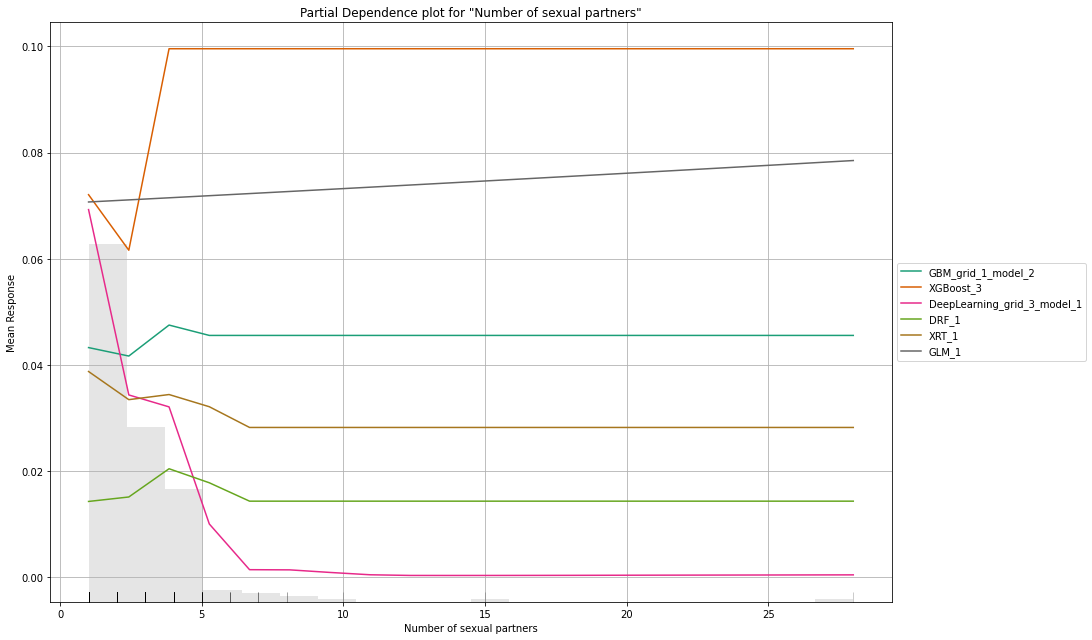 Partial Dependence plot for "Number of sexual partners"
0.10
0.08
0.06
0.04
0.02
0.00
Mean Response
0 5 10 15 20 25
Number of sexual partners
GBM_grid_1_model_2
XGBoost_3
DeepLearning_grid_3_model_1
DRF_1
XRT_1
GLM_1